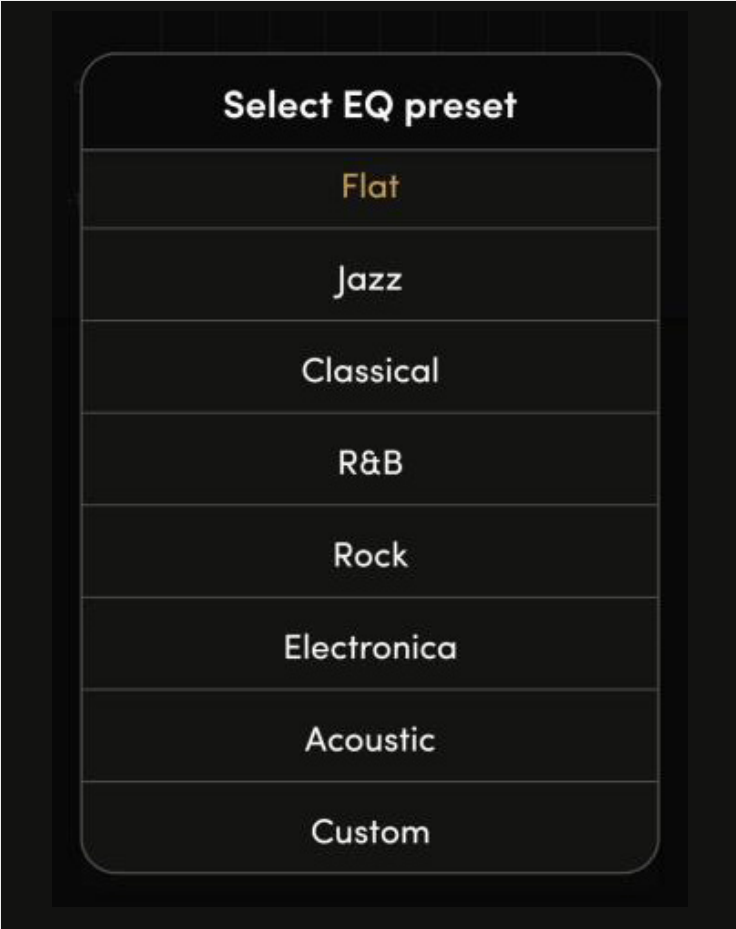 Select EQ preset
Flat
Jazz
Classical
R&B
Rock
Electronica
Acoustic
Custom